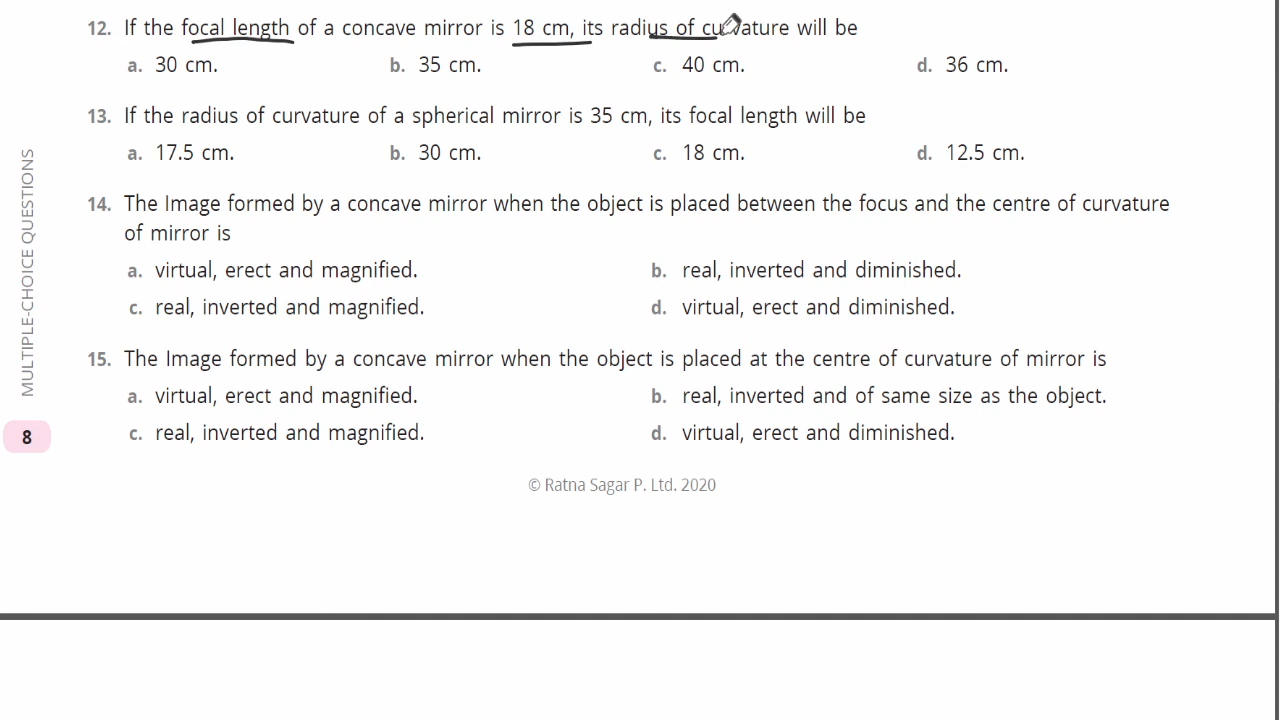 12. If the focal length of a concave mirror is 18 cm, its radius of curvature will be
a. 30 cm. b. 35 cm. c. 40 cm. d. 36 cm.
13. If the radius of curvature of a spherical mirror is 35 cm, its focal length will be
a. 17.5 cm. b. 30 cm. c. 18 cm. d. 12.5 cm.
14. The Image formed by a concave mirror when the object is placed between the focus and the centre of curvature
of mirror is
a. virtual, erect and magnified. b. real, inverted and diminished.
c. real, inverted and magnified. d. virtual, erect and diminished.
15. The Image formed by a concave mirror when the object is placed at the centre of curvature of mirror is
a. virtual, erect and magnified. b. real, inverted and of same size as the object.
c. real, inverted and magnified. d. virtual, erect and diminished.
MULTIPLE-CHOICE QUESTIONS
8
© Ratna Sagar P. Ltd. 2020